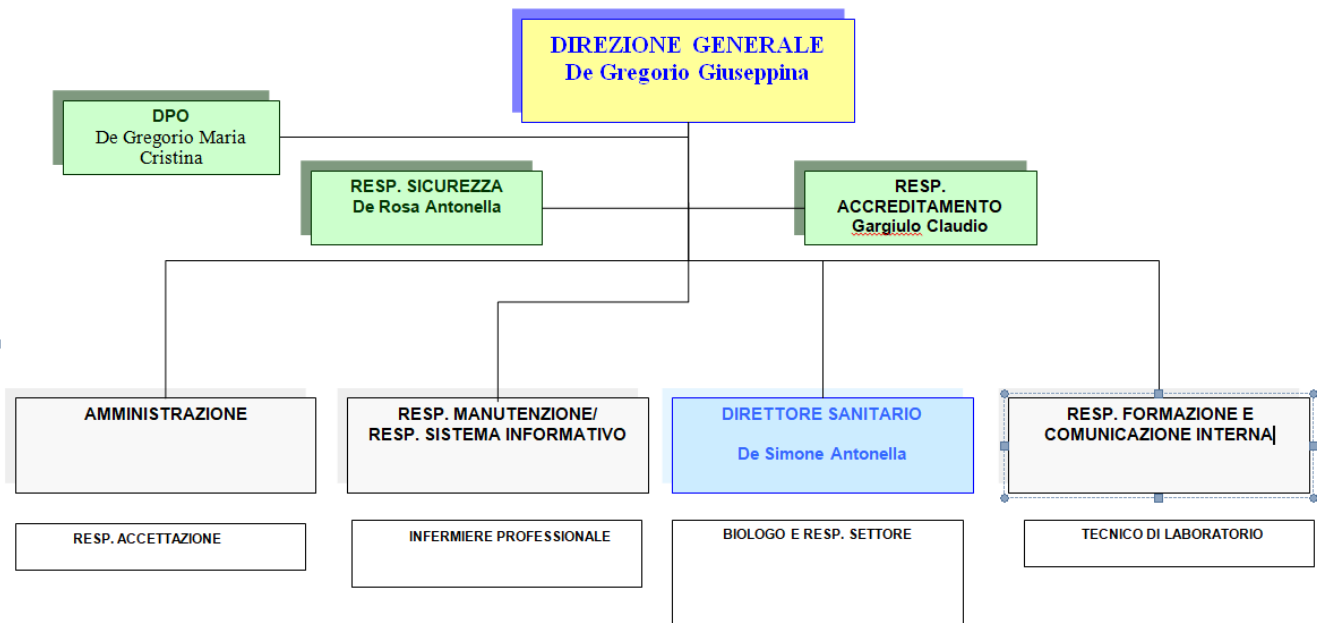 DIREZIONE GENERALE
De Gregorio Giuseppina
DPO
De Gregorio Maria
Cristina
RESP. SICUREZZA
De Rosa Antonella
RESP.
ACCREDITAMENTO
Gargiulo Claudio
AMMINISTRAZIONE
RESP. MANUTENZIONE/
RESP. SISTEMA INFORMATIVO
DIRETTORE SANITARIO
De Simone Antonella
RESP. FORMAZIONE E
COMUNICAZIONE INTERNA
RESP. ACCETTAZIONE
INFERMIERE PROFESSIONALE
BIOLOGO E RESP. SETTORE
TECNICO DI LABORATORIO